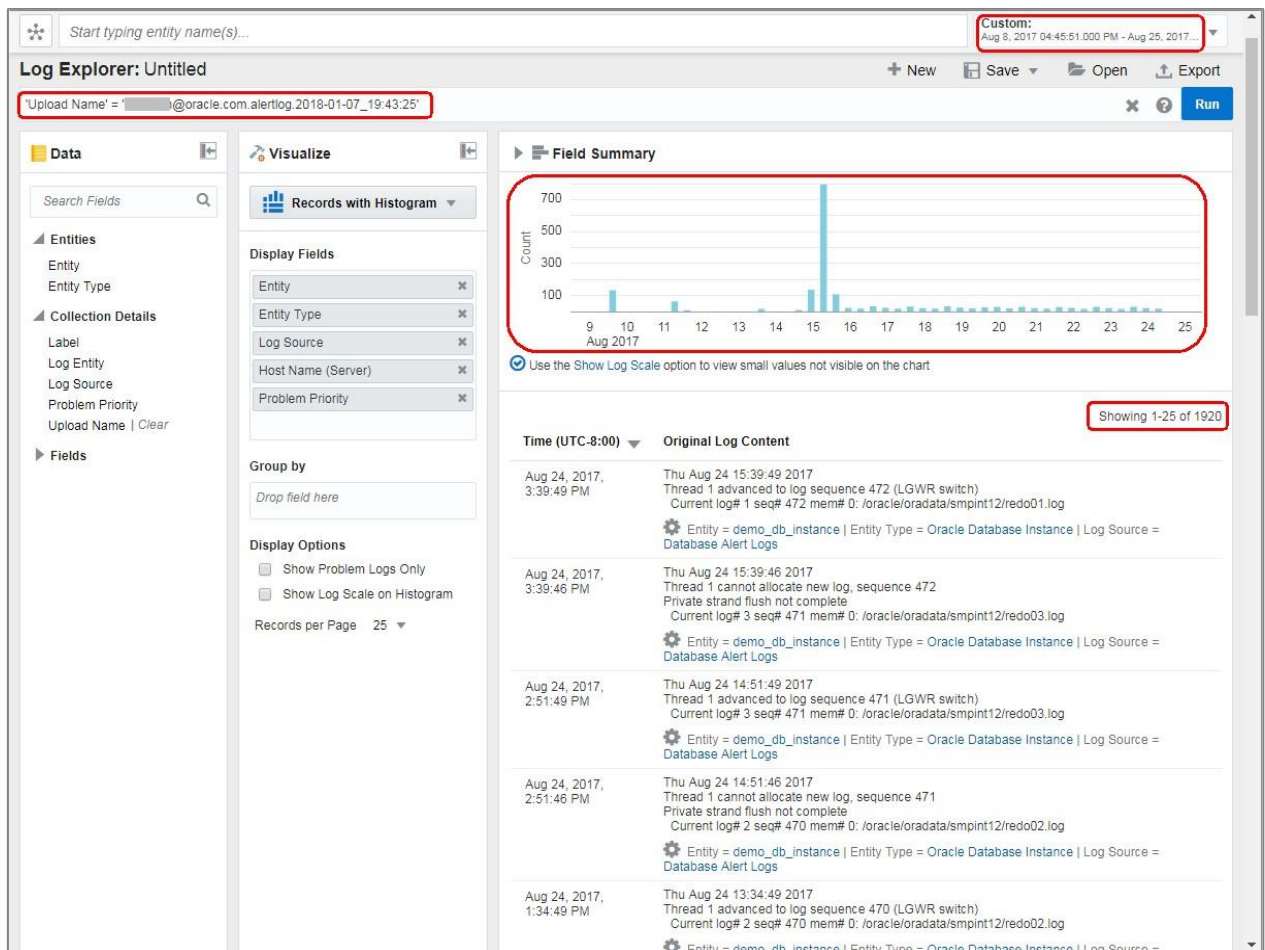 Start typing entity name(s)...
Custom:
Aug 8, 2017 04:45:51.000 PM - Aug 25, 2017...
Log Explorer: Untitled
New
Save
Open
Export
'Upload Name' = '@oracle.com.alertlog.2018-01-07_19:43:25'
Run
Data
Search Fields
Entities
Entity
Entity Type
Collection Details
Label
Log Entity
Log Source
Problem Priority
Upload Name | Clear
Fields
Visualize
Records with Histogram
Display Fields
Entity
Entity Type
Log Source
Host Name (Server)
Problem Priority
Group by
Drop field here
Display Options
Show Problem Logs Only
Show Log Scale on Histogram
Records per Page 25
Field Summary
700
500
300
100
Count
9 10 11 12 13 14 15 16 17 18 19 20 21 22 23 24 25
Aug 2017
Use the Show Log Scale option to view small values not visible on the chart
Showing 1-25 of 1920
Time (UTC-8:00) Original Log Content
Aug 24, 2017,
3:39:49 PM
Thu Aug 24 15:39:49 2017
Thread 1 advanced to log sequence 472 (LGWR switch)
Current log# 1 seq# 472 mem# 0: /oracle/oradata/smpint12/redo01.log
Entity = demo_db_instance | Entity Type = Oracle Database Instance | Log Source =
Database Alert Logs
Aug 24, 2017,
3:39:46 PM
Thu Aug 24 15:39:46 2017
Thread 1 cannot allocate new log, sequence 472
Private strand flush not complete
Current log# 3 seq# 471 mem# 0: /oracle/oradata/smpint12/redo03.log
Entity = demo_db_instance | Entity Type = Oracle Database Instance | Log Source =
Database Alert Logs
Aug 24, 2017,
2:51:49 PM
Thu Aug 24 14:51:49 2017
Thread 1 advanced to log sequence 471 (LGWR switch)
Current log# 3 seq# 471 mem# 0: /oracle/oradata/smpint12/redo03.log
Entity = demo_db_instance | Entity Type = Oracle Database Instance | Log Source =
Database Alert Logs
Aug 24, 2017,
2:51:46 PM
Thu Aug 24 14:51:46 2017
Thread 1 cannot allocate new log, sequence 471
Private strand flush not complete
Current log# 2 seq# 470 mem# 0: /oracle/oradata/smpint12/redo02.log
Entity = demo_db_instance | Entity Type = Oracle Database Instance | Log Source =
Database Alert Logs
Aug 24, 2017,
1:34:49 PM
Thu Aug 24 13:34:49 2017
Thread 1 advanced to log sequence 470 (LGWR switch)
Current log# 2 seq# 470 mem# 0: /oracle/oradata/smpint12/redo02.log
Entity = demo_db_instance | Entity Type = Oracle Database Instance | Log Source =